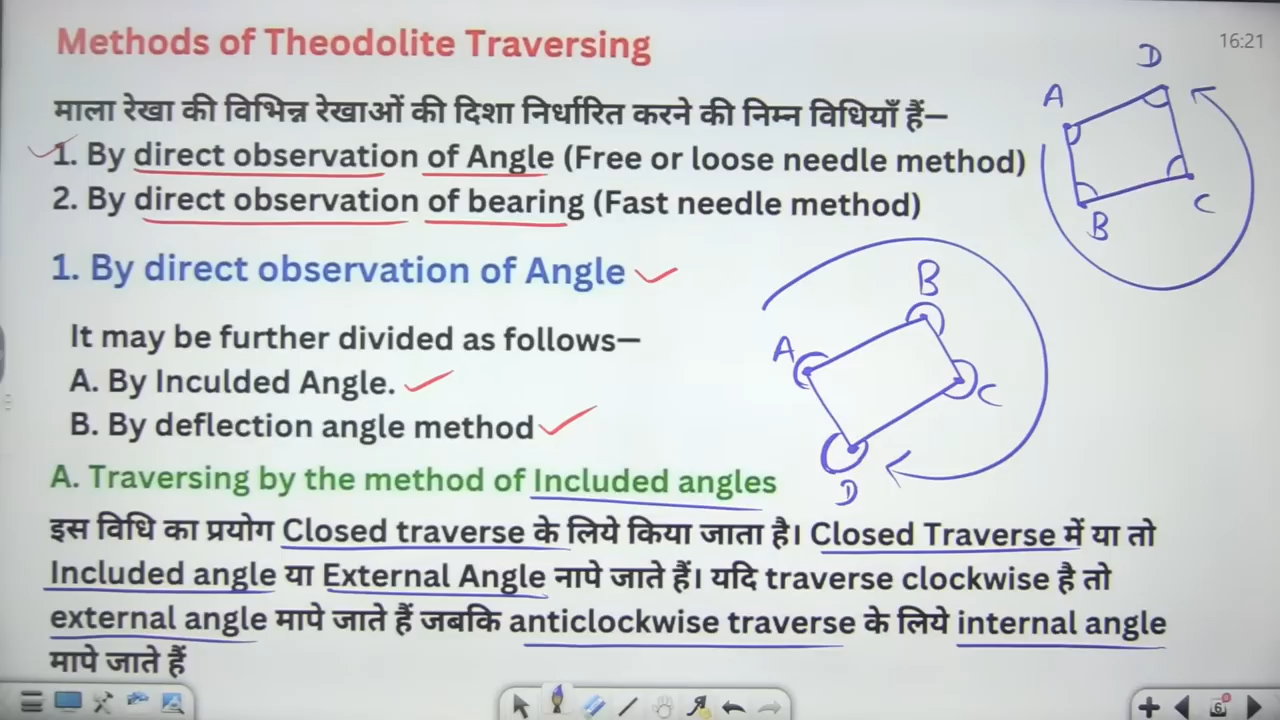 Methods of Theodolite Traversing
16:21
माला रेखा की विभिन्न रेखाओं की दिशा निर्धारित करने की निम्न विधियाँ हैं–
1. By direct observation of Angle (Free or loose needle method)
2. By direct observation of bearing (Fast needle method)
A
D
B
C
1. By direct observation of Angle
It may be further divided as follows–
A. By Inculded Angle.
B. By deflection angle method
A
B
C
D
A. Traversing by the method of Included angles
इस विधि का प्रयोग Closed traverse के लिये किया जाता है। Closed Traverse में या तो
Included angle या External Angle नापे जाते हैं। यदि traverse clockwise है तो
external angle मापे जाते हैं जबकि anticlockwise traverse के लिये internal angle
मापे जाते हैं
6